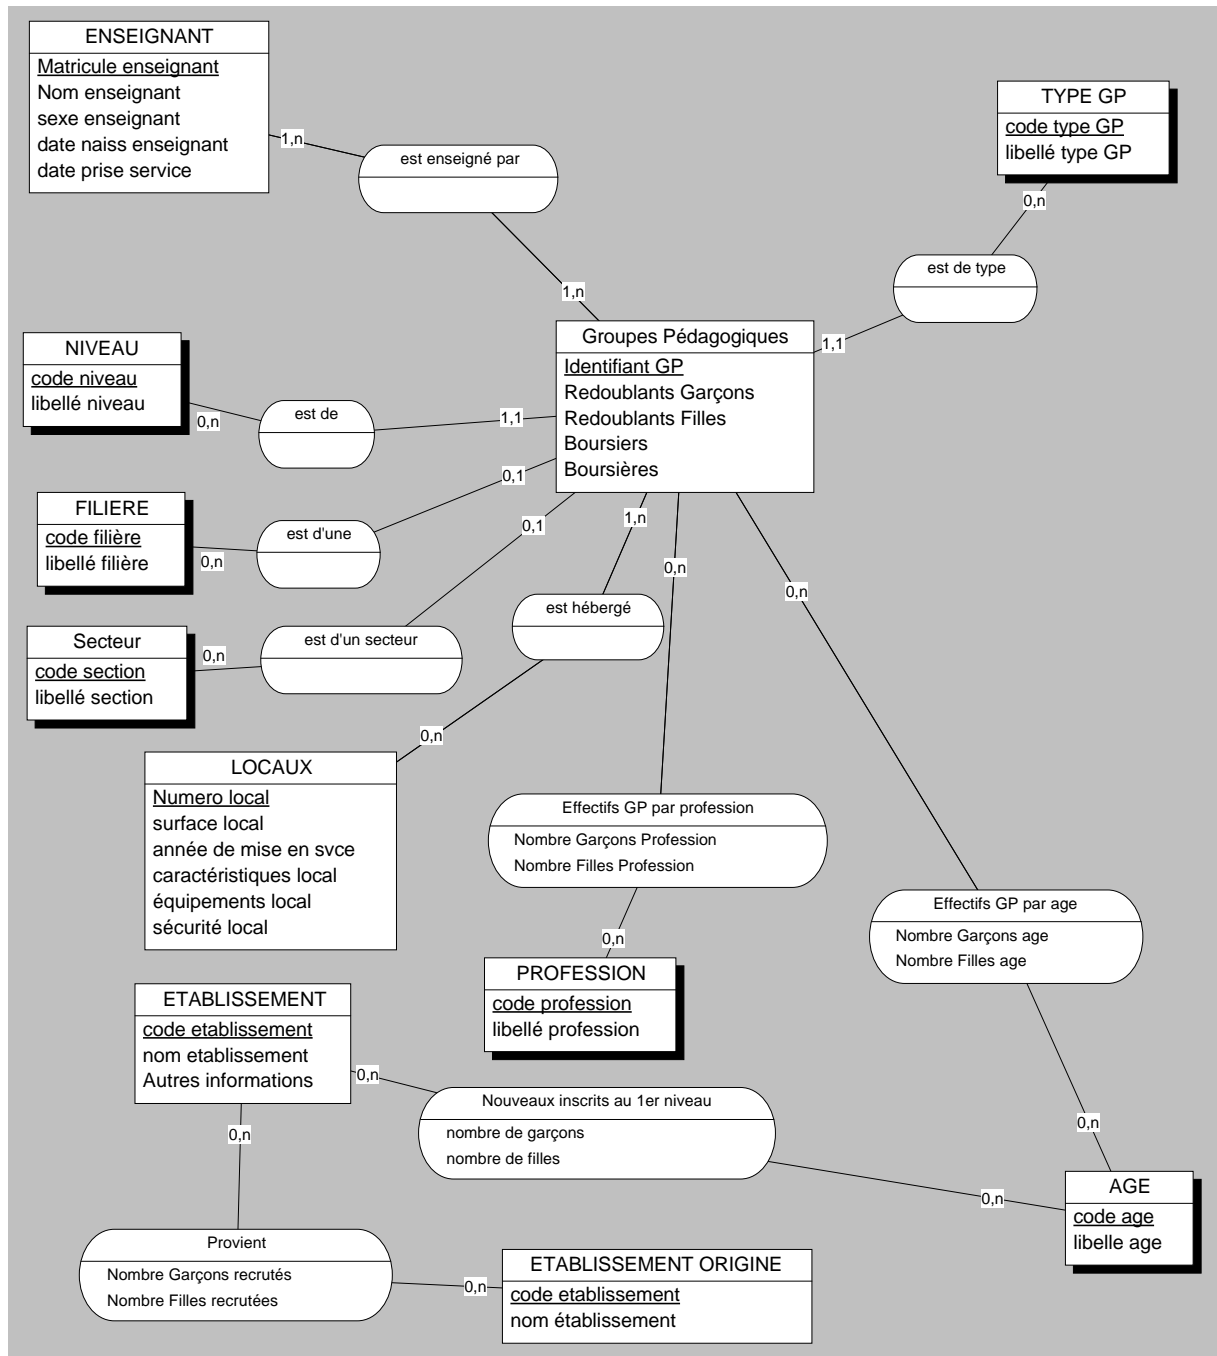 ENSEIGNANT
Matricule enseignant
Nom enseignant
sexe enseignant
date naiss enseignant
date prise service
1,n
est enseigné par
1,n
TYPE GP
code type GP
libellé type GP
0,n
est de type
1,1
Groupes Pédagogiques
Identifiant GP
Redoublants Garçons
Redoublants Filles
Boursiers
Boursières
NIVEAU
code niveau
libellé niveau
0,n
est de
1,1
FILIERE
code filière
libellé filière
0,n
est d'une
0,1
Secteur
code section
libellé section
0,n
est d'un secteur
0,1
1,n
est hébergé
0,n
LOCAUX
Numero local
surface local
année de mise en svce
caractéristiques local
équipements local
sécurité local
0,n
Effectifs GP par profession
Nombre Garçons Profession
Nombre Filles Profession
0,n
PROFESSION
code profession
libellé profession
0,n
Effectifs GP par age
Nombre Garçons age
Nombre Filles age
0,n
AGE
code age
libelle age
ETABLISSEMENT
code etablissement
nom etablissement
Autres informations
0,n
Nouveaux inscrits au 1er niveau
nombre de garçons
nombre de filles
0,n
0,n
Provient
Nombre Garçons recrutés
Nombre Filles recrutées
0,n
ETABLISSEMENT ORIGINE
code etablissement
nom établissement